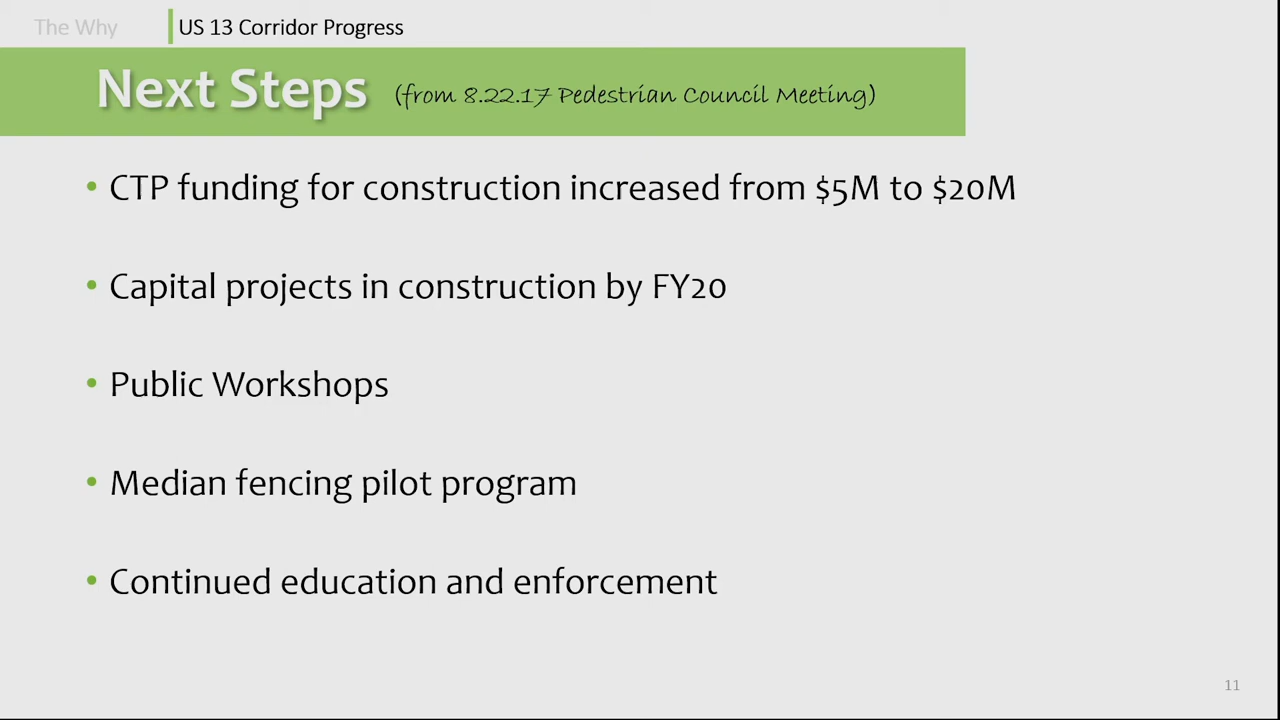 The Why
US 13 Corridor Progress
Next Steps (from 8.22.17 Pedestrian Council Meeting)
• CTP funding for construction increased from $5M to $20M
• Capital projects in construction by FY20
• Public Workshops
• Median fencing pilot program
• Continued education and enforcement
11